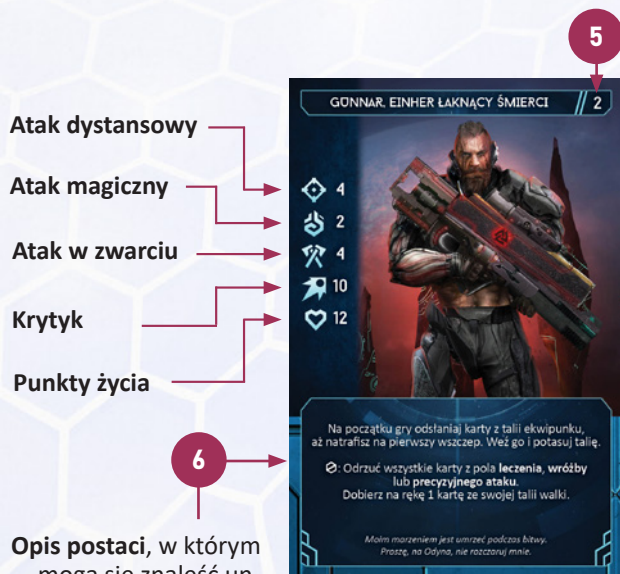 5
GUNNAR, EINHER ŁAKNĄCY ŚMIERCI // 2
Atak dystansowy
4
Atak magiczny
2
Atak w zwarciu
4
Krytyk
10
Punkty życia
12
Na początku gry odsłaniaj karty z talii ekwipunku,
aż natrafisz na pierwszy wszczep. Weź go i potasuj talię.
6
: Odrzuć wszystkie karty z pola leczenia, wróżby
lub precyzyjnego ataku.
Dobierz na rękę 1 kartę ze swojej talii walki.
Moim marzeniem jest umrzeć podczas bitwy.
Proszę, na Odyna, nie rozczaruj mnie.
Opis postaci, w którym